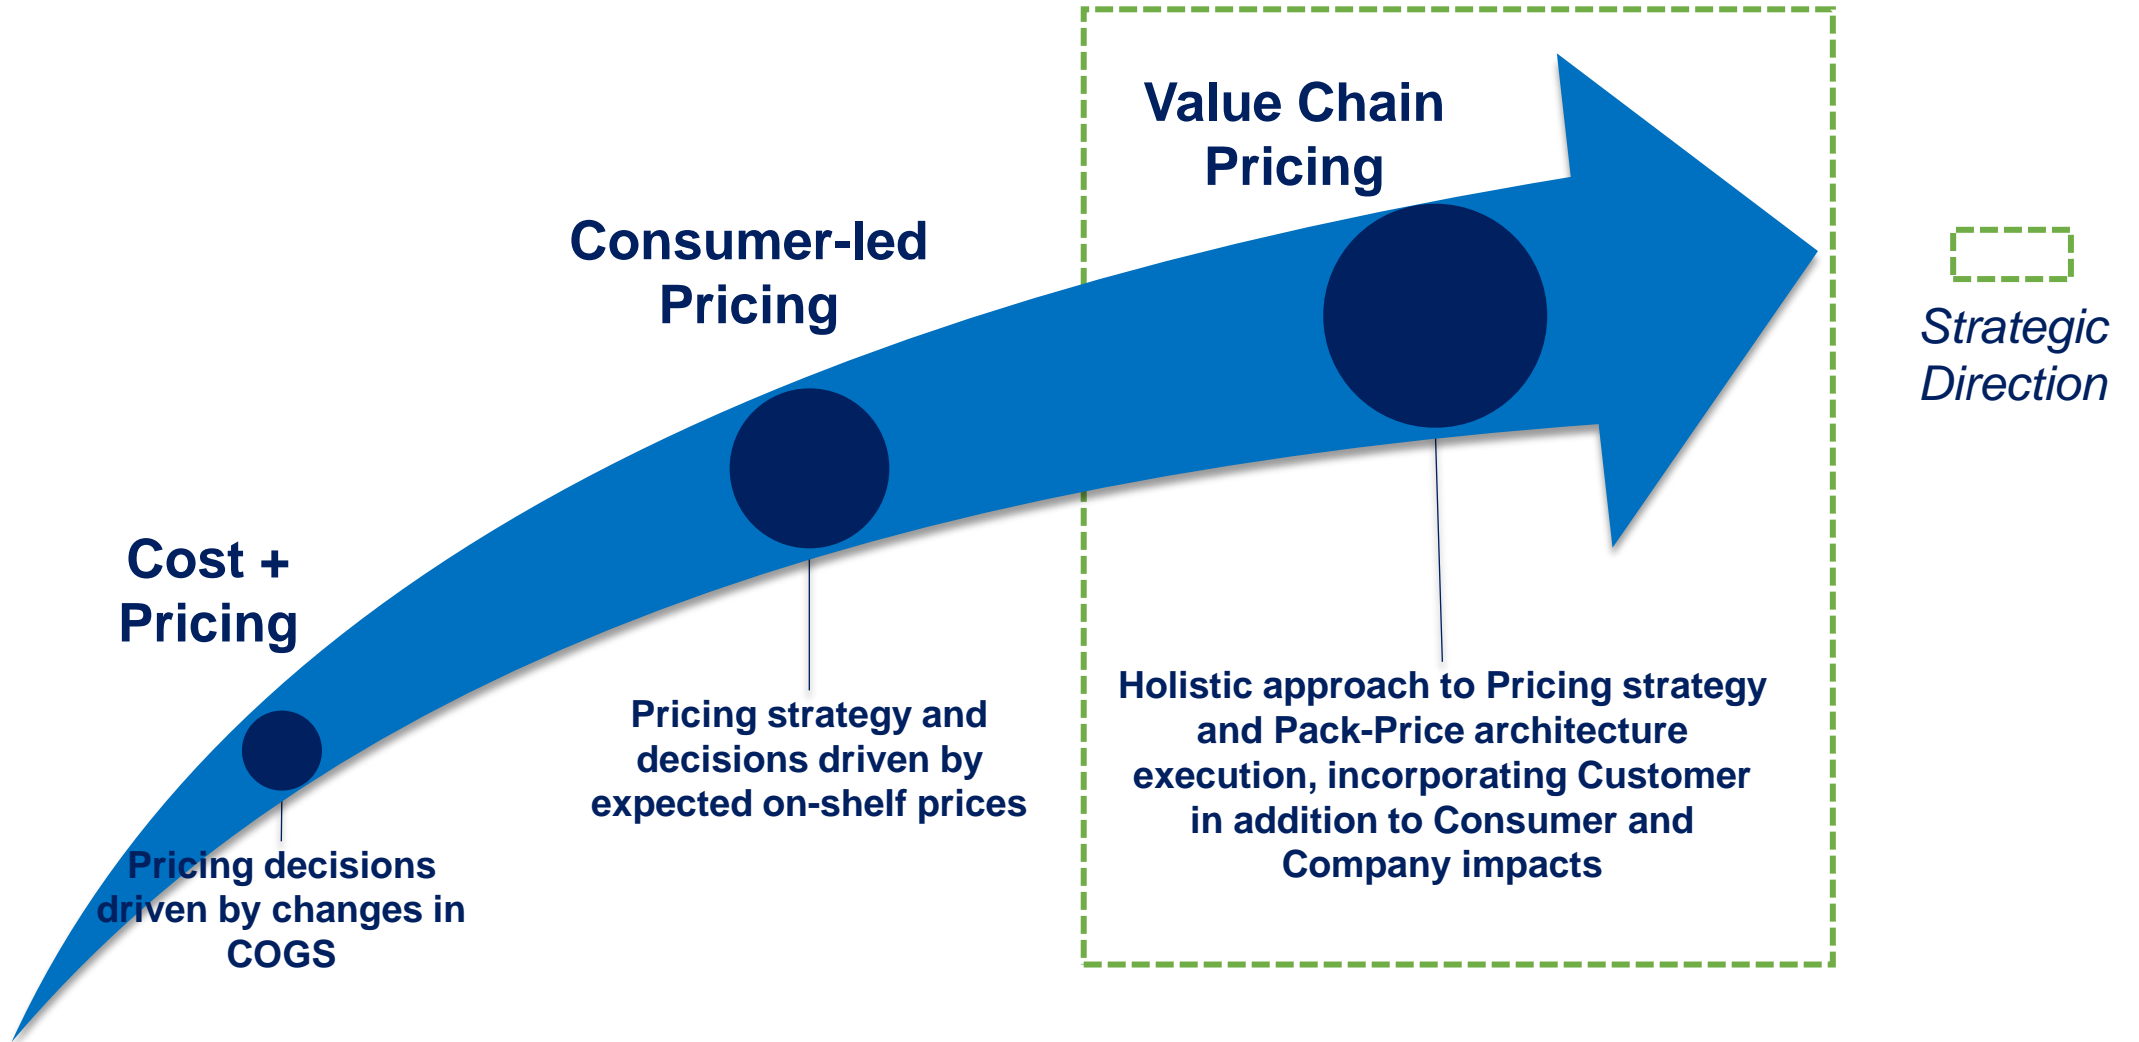 Value Chain
Pricing
Consumer-led
Pricing
Strategic
Direction
Cost +
Pricing
Holistic approach to Pricing strategy
and Pack-Price architecture
execution, incorporating Customer
in addition to Consumer and
Company impacts
Pricing strategy and
decisions driven by
expected on-shelf prices
Pricing decisions
driven by changes in
COGS